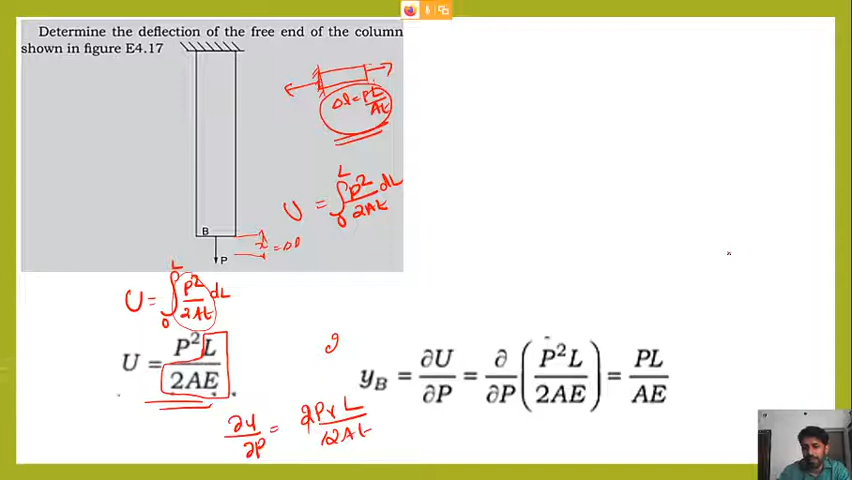 Determine the deflection of the free end of the column
shown in figure E4.17
Δl = PL/AE
U = ∫₀ᴸ P²/2AE dL
B
= Δl
P
U = ∫₀ᴸ P²/2AE dL
U = P²L/2AE
y_B = ∂U/∂P = ∂/∂P (P²L/2AE) = PL/AE
∂U/∂P = 2P × L/2AE